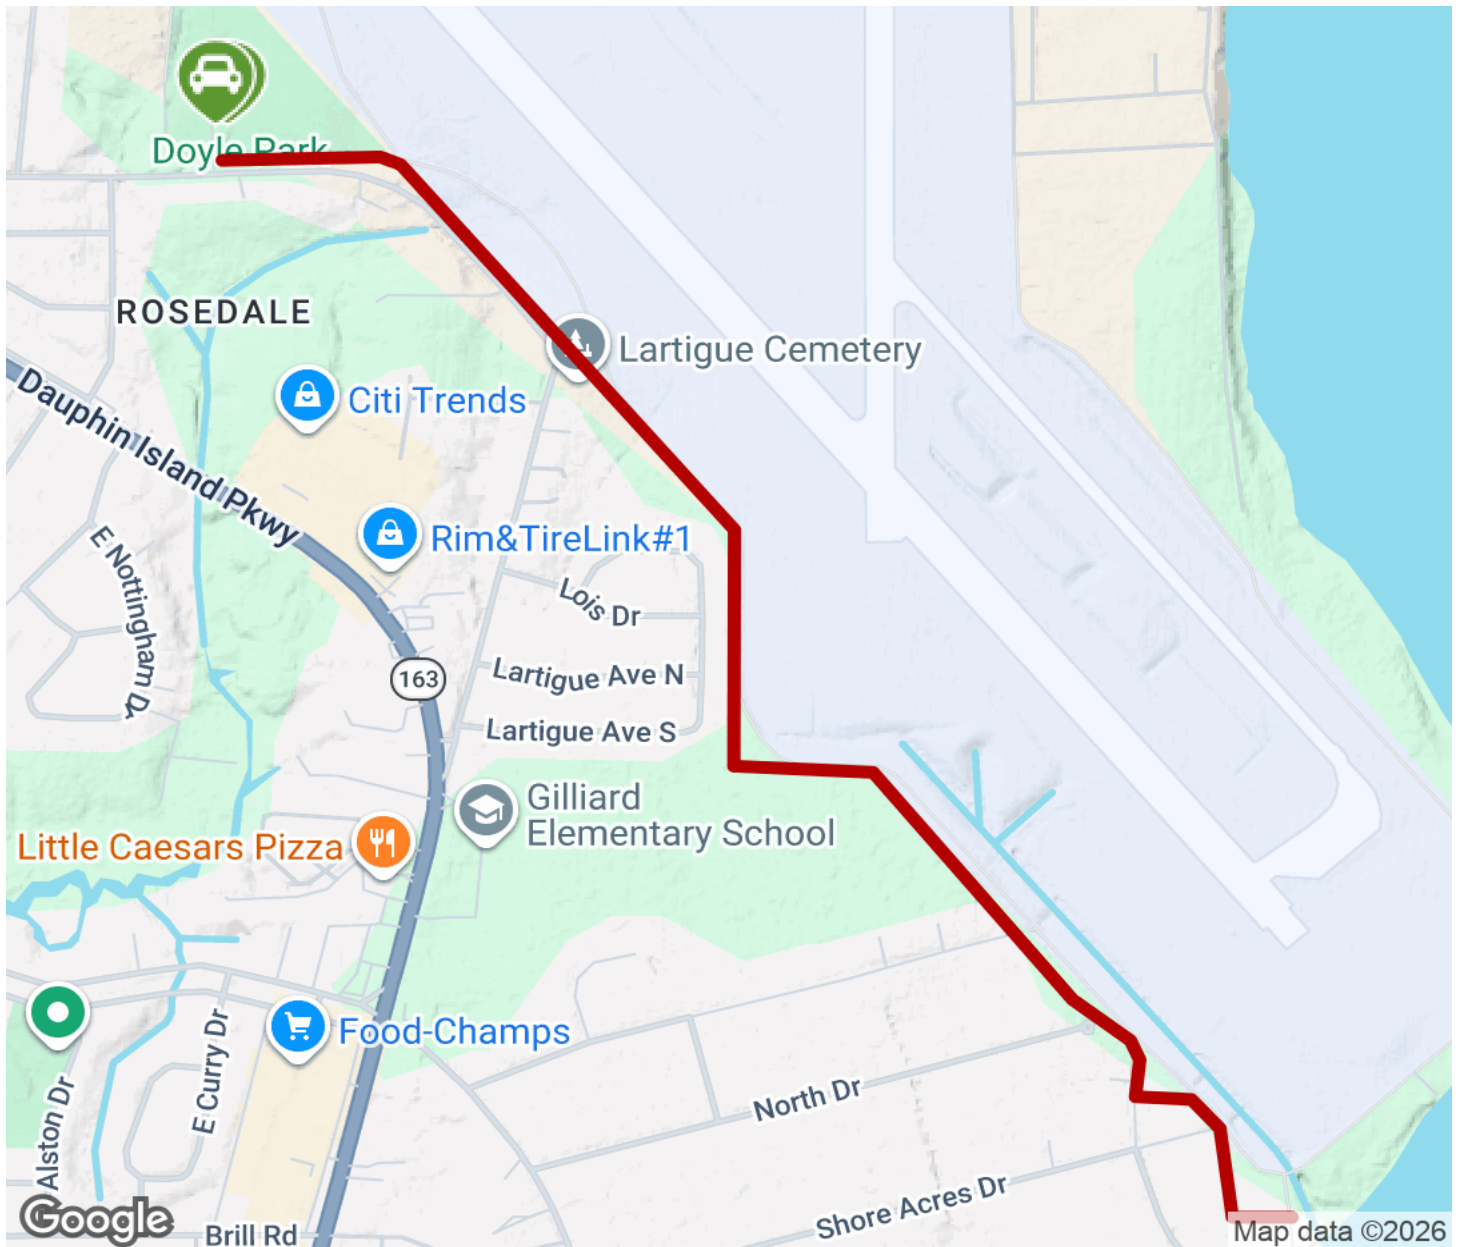 Doyle Park
ROSEDALE
Lartigue Cemetery
Citi Trends
Dauphin Island Pkwy
Rim&TireLink#1
E Nottingham Dr
Lois Dr
163
Lartigue Ave N
Lartigue Ave S
Gilliard
Elementary School
Little Caesars Pizza
Food-Champs
E Curry Dr
Alston Dr
North Dr
Shore Acres Dr
Brill Rd
Google
Map data ©2026